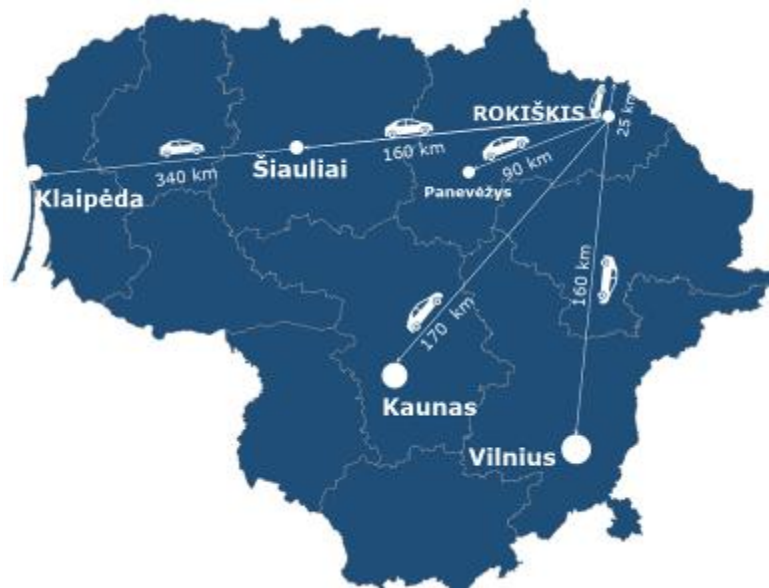 ROKIŠKIS
25 km
160 km
Šiauliai
90 km
340 km
Klaipėda
Panevėžys
160 km
170 km
Kaunas
Vilnius